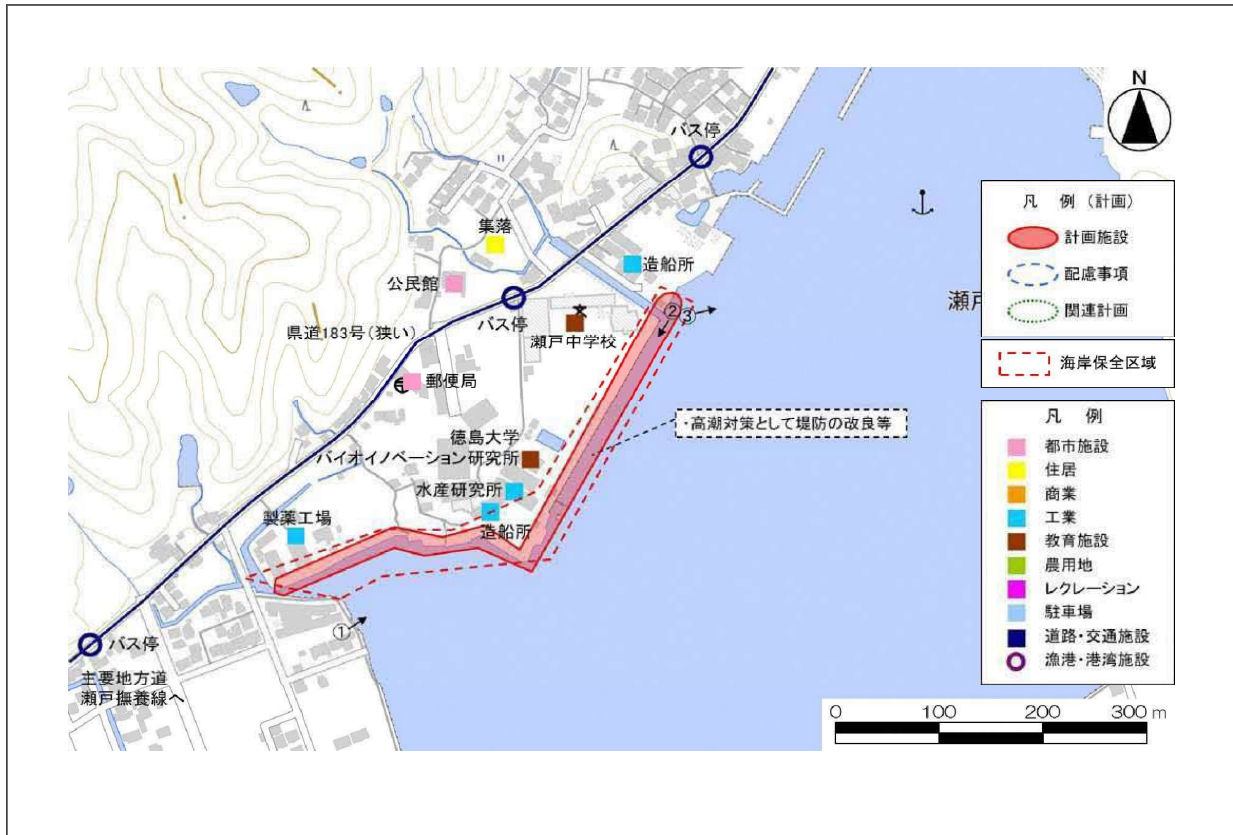 N
バス停
集落
造船所
公民館
バス停
県道183号(狭い)
瀬戸中学校
②
③
瀬戸
郵便局
・高潮対策として堤防の改良等
徳島大学
バイオイノベーション研究所
水産研究所
造船所
製薬工場
①
バス停
主要地方道
瀬戸撫養線へ
凡 例 (計画)
計画施設
配慮事項
関連計画
海岸保全区域
凡 例
都市施設
住居
商業
工業
教育施設
農用地
レクレーション
駐車場
道路・交通施設
漁港・港湾施設
0 100 200 300 m